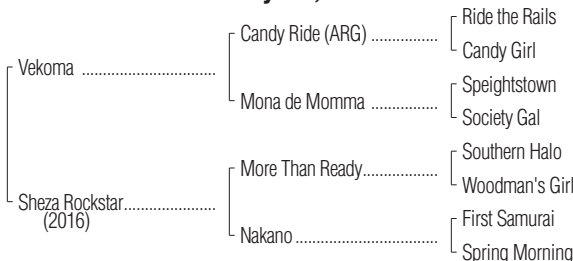 Ride the Rails
Candy Ride (ARG) ................
Candy Girl
Vekoma ................................
Speightstown
Mona de Momma ................
Society Gal
Southern Halo
More Than Ready..................
Woodman's Girl
Sheza Rockstar......................
(2016)
First Samurai
Nakano ..................................
Spring Morning